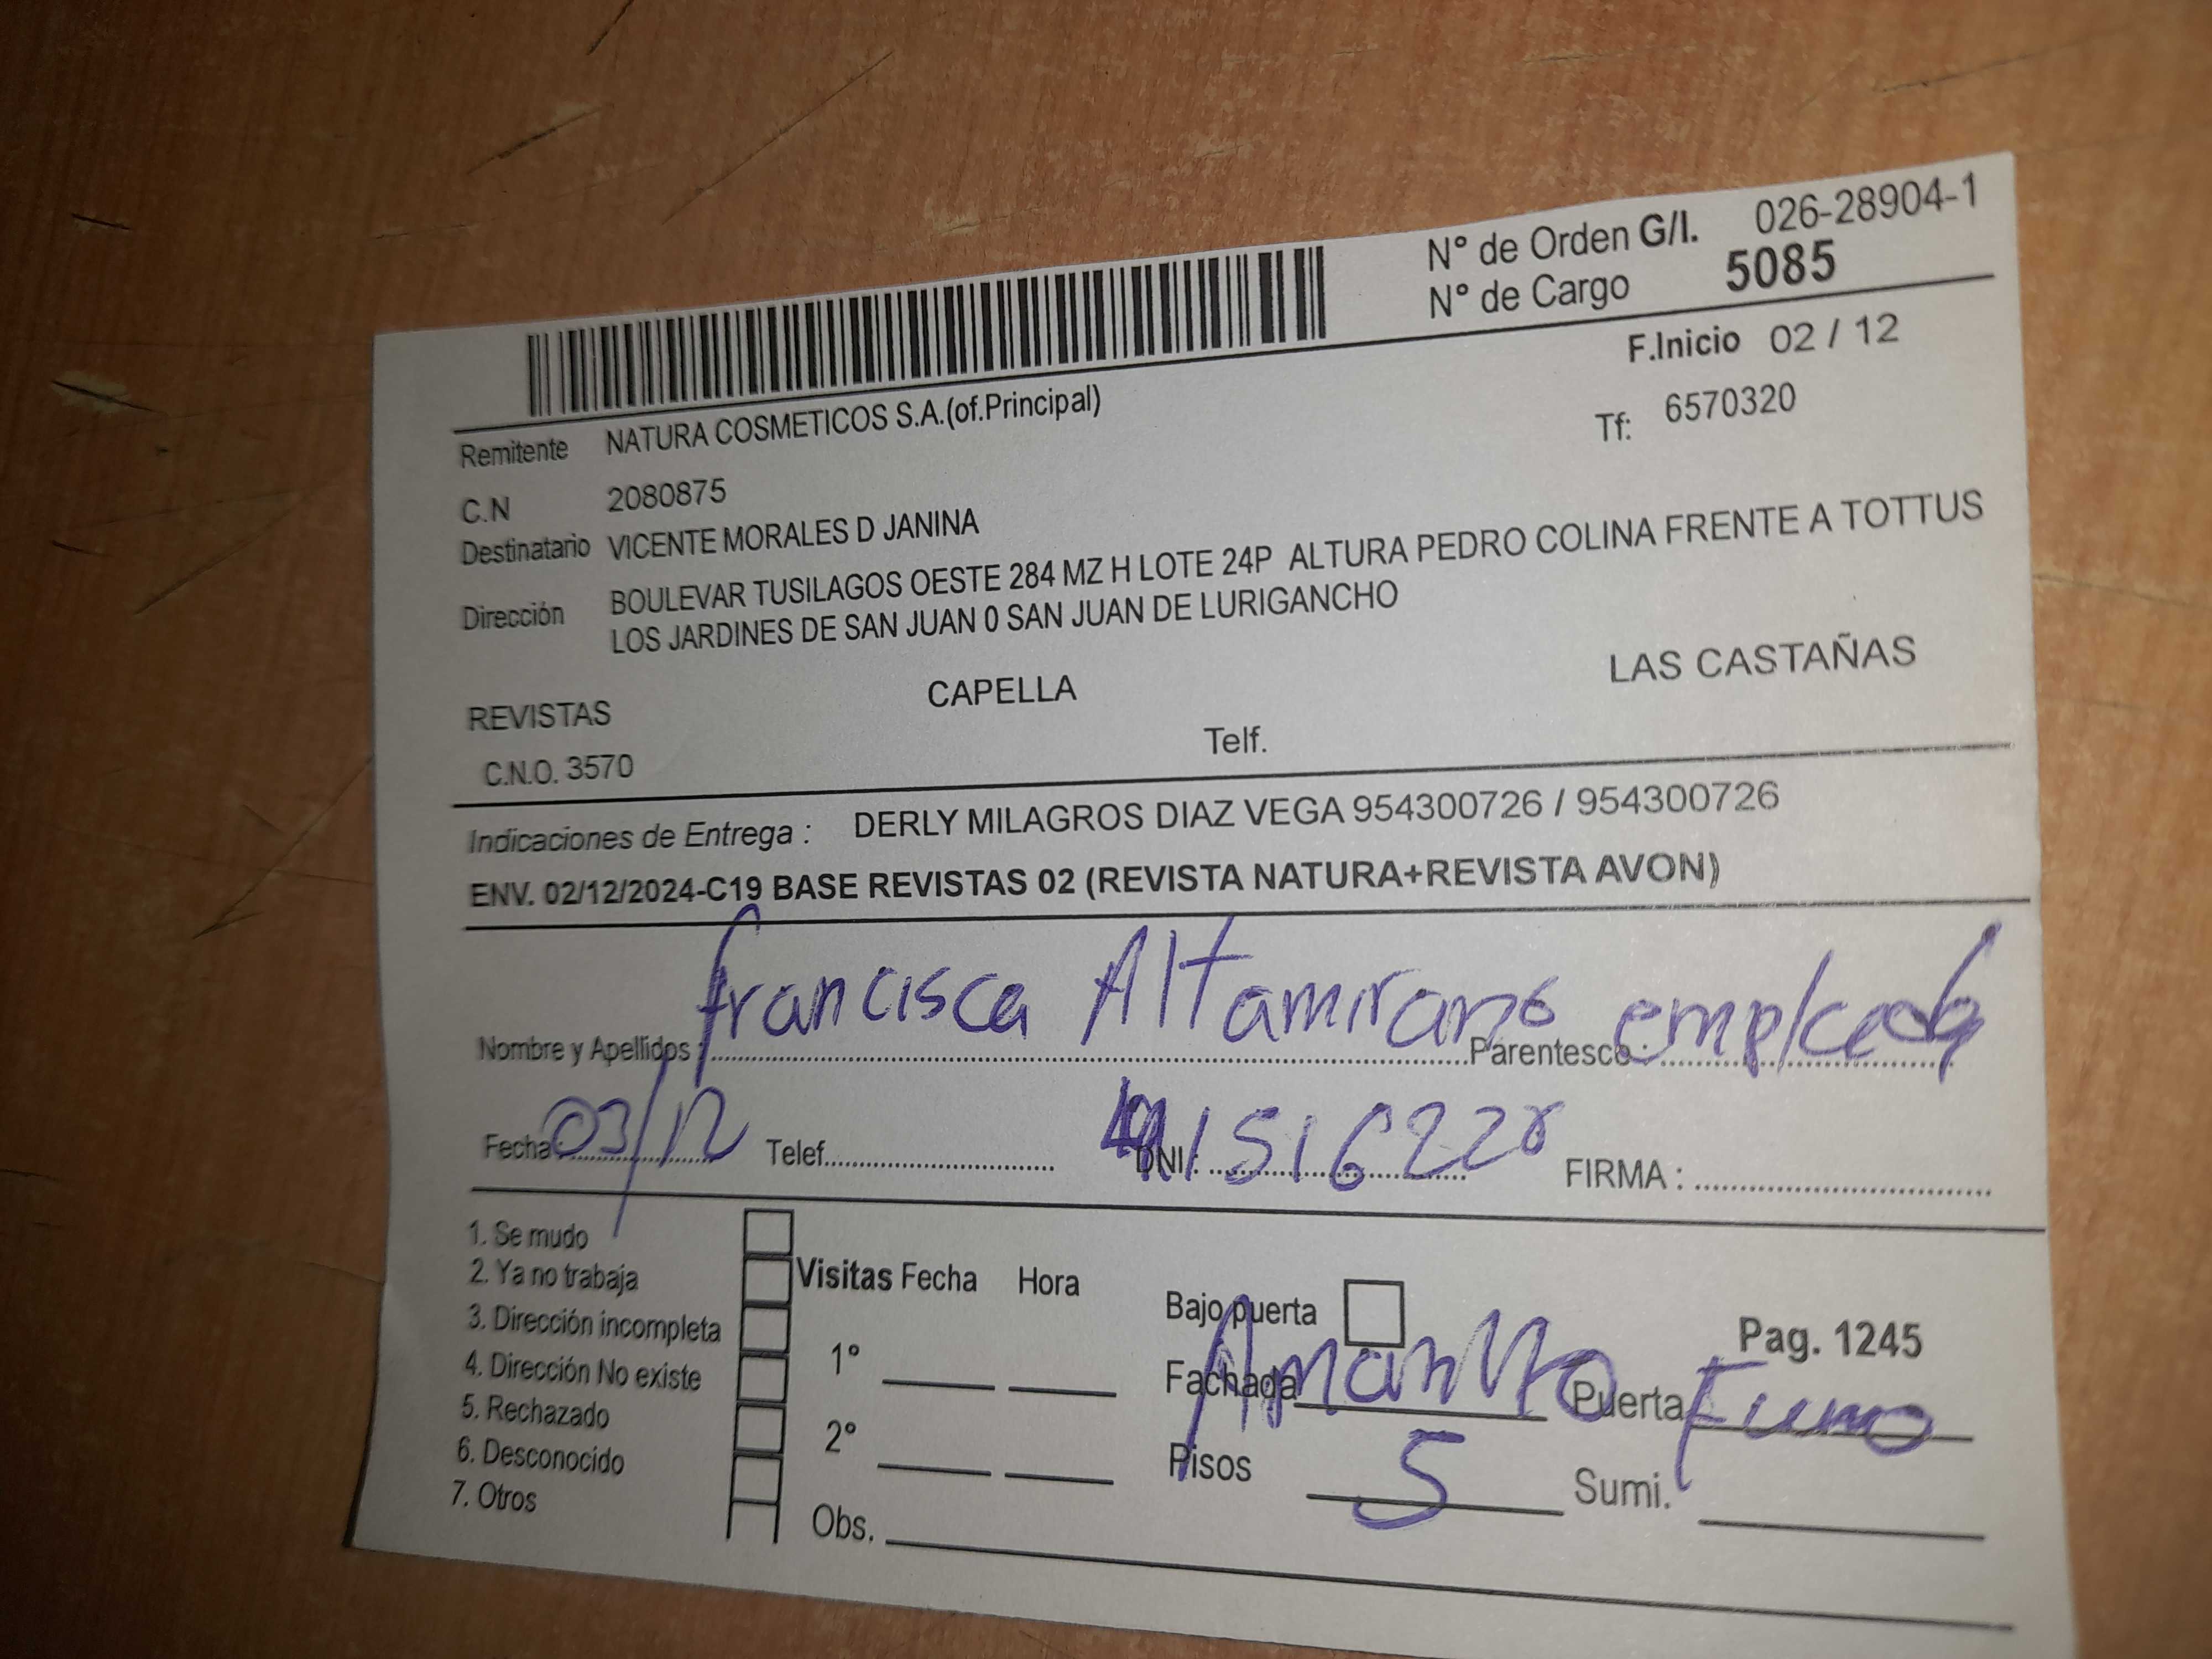 N° de Orden G/I. 026-28904-1
N° de Cargo 5085
F.Inicio 02 / 12
Remitente NATURA COSMETICOS S.A.(of.Principal) Tf: 6570320
C.N 2080875
Destinatario VICENTE MORALES D JANINA
Dirección BOULEVAR TUSILAGOS OESTE 284 MZ H LOTE 24P ALTURA PEDRO COLINA FRENTE A TOTTUS
LOS JARDINES DE SAN JUAN 0 SAN JUAN DE LURIGANCHO
REVISTAS CAPELLA LAS CASTAÑAS
C.N.O. 3570 Telf.
Indicaciones de Entrega : DERLY MILAGROS DIAZ VEGA 954300726 / 954300726
ENV. 02/12/2024-C19 BASE REVISTAS 02 (REVISTA NATURA+REVISTA AVON)
Nombre y Apellidos : francisca Altamirano Parentesco : empleada
Fecha : 03/12 Telef. DNI : FIRMA :
1. Se mudo
2. Ya no trabaja
3. Dirección incompleta
4. Dirección No existe
5. Rechazado
6. Desconocido
7. Otros
Visitas Fecha Hora
1°
2°
Obs.
Bajo puerta Pag. 1245
Fachada Amarillo Puerta Fierro
Pisos 5 Sumi.